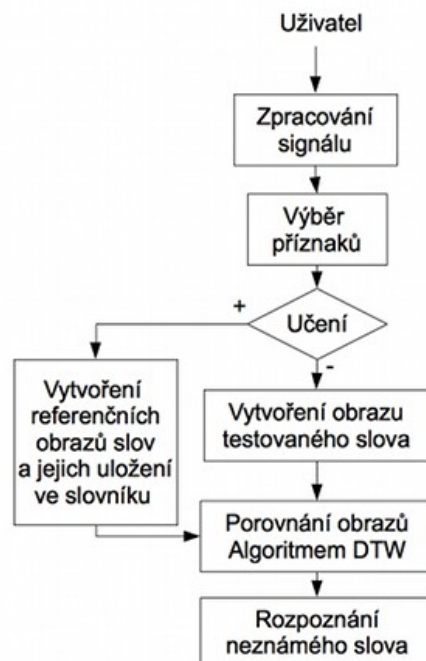 Uživatel
Zpracování
signálu
Výběr
příznaků
+
Učení
-
Vytvoření
referenčních
obrazů slov
a jejich uložení
ve slovníku
Vytvoření obrazu
testovaného slova
Porovnání obrazů
Algoritmem DTW
Rozpoznání
neznámého slova